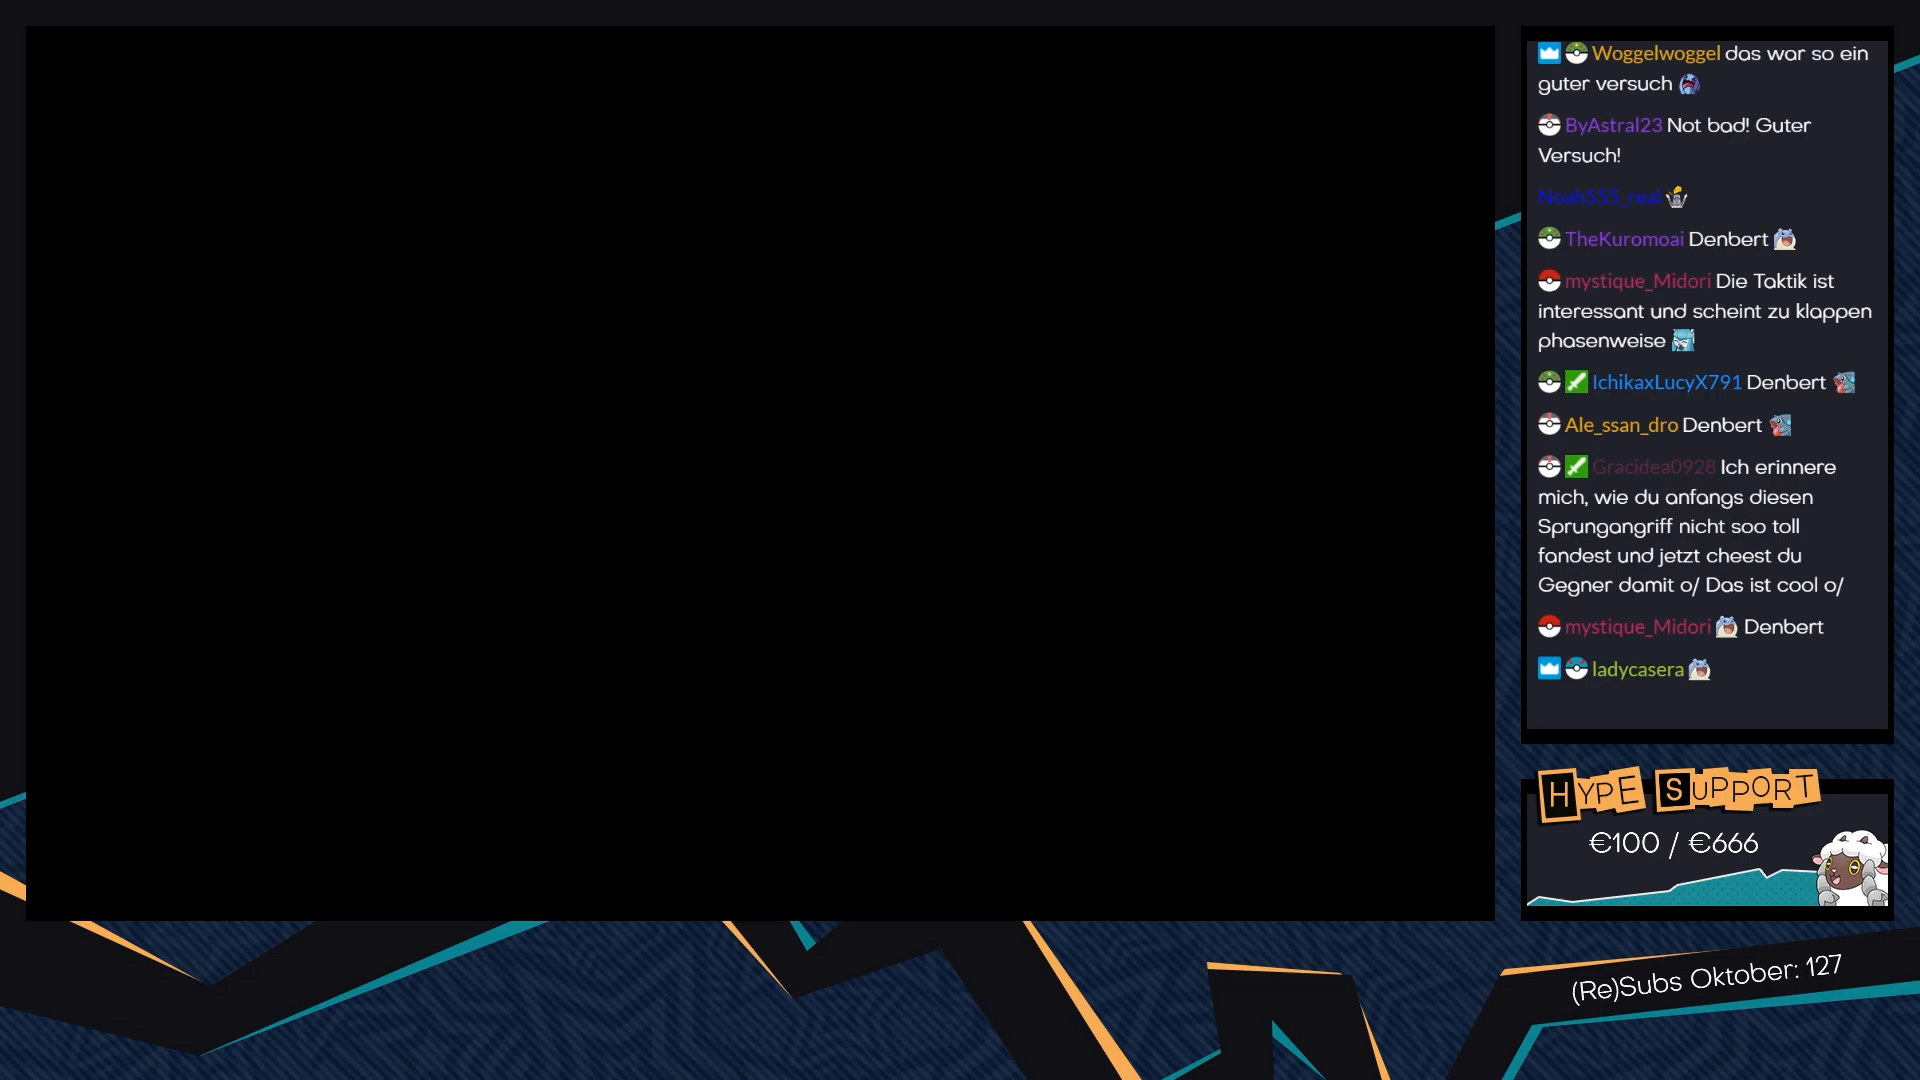 Woggelwoggel das war so ein
guter versuch
ByAstral23 Not bad! Guter
Versuch!
Noah555_real
TheKuromoai Denbert
mystique_Midori Die Taktik ist
interessant und scheint zu klappen
phasenweise
IchikaxLucyX791 Denbert
Ale_ssan_dro Denbert
Gracidea0928 Ich erinnere
mich, wie du anfangs diesen
Sprungangriff nicht soo toll
fandest und jetzt cheest du
Gegner damit o/ Das ist cool o/
mystique_Midori Denbert
ladycasera
HYPE SUPPORT
€100 / €666
(Re)Subs Oktober: 127